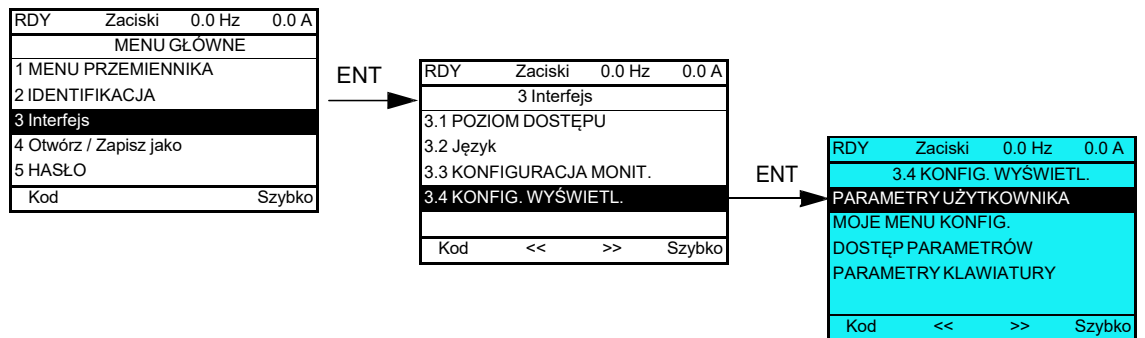 RDY Zaciski 0.0 Hz 0.0 A
MENU GŁÓWNE
1 MENU PRZEMIENNIKA
2 IDENTYFIKACJA
3 Interfejs
4 Otwórz / Zapisz jako
5 HASŁO
Kod Szybko
ENT
RDY Zaciski 0.0 Hz 0.0 A
3 Interfejs
3.1 POZIOM DOSTĘPU
3.2 Język
3.3 KONFIGURACJA MONIT.
3.4 KONFIG. WYŚWIETL.
Kod << >> Szybko
ENT
RDY Zaciski 0.0 Hz 0.0 A
3.4 KONFIG. WYŚWIETL.
PARAMETRY UŻYTKOWNIKA
MOJE MENU KONFIG.
DOSTĘP PARAMETRÓW
PARAMETRY KLAWIATURY
Kod << >> Szybko